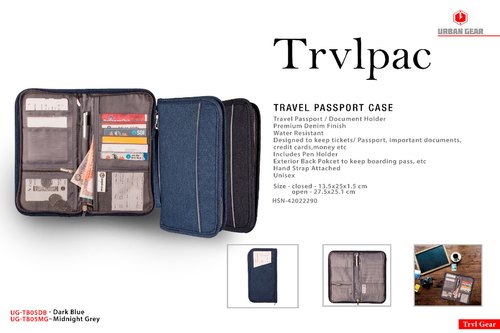 URBAN GEAR
Trvlpac
TRAVEL PASSPORT CASE
Travel Passport / Document Holder
Premium Denim Finish
Water Resistant
Designed to keep tickets/ Passport, important documents,
credit cards,money etc
Includes Pen Holder
Exterior Back Pokcet to keep boarding pass, etc
Hand Strap Attached
Unisex
Size - closed - 13.5x25x1.5 cm
open - 27.5x25.1 cm
HSN-42022290
UG-TB05DB - Dark Blue
UG-TB05MG- Midnight Grey
Trvl Gear